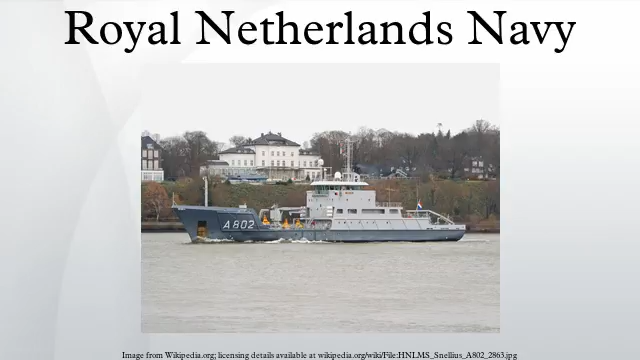 Royal Netherlands Navy
A802
Image from Wikipedia.org; licensing details available at wikipedia.org/wiki/File:HNLMS_Snellius_A802_2863.jpg